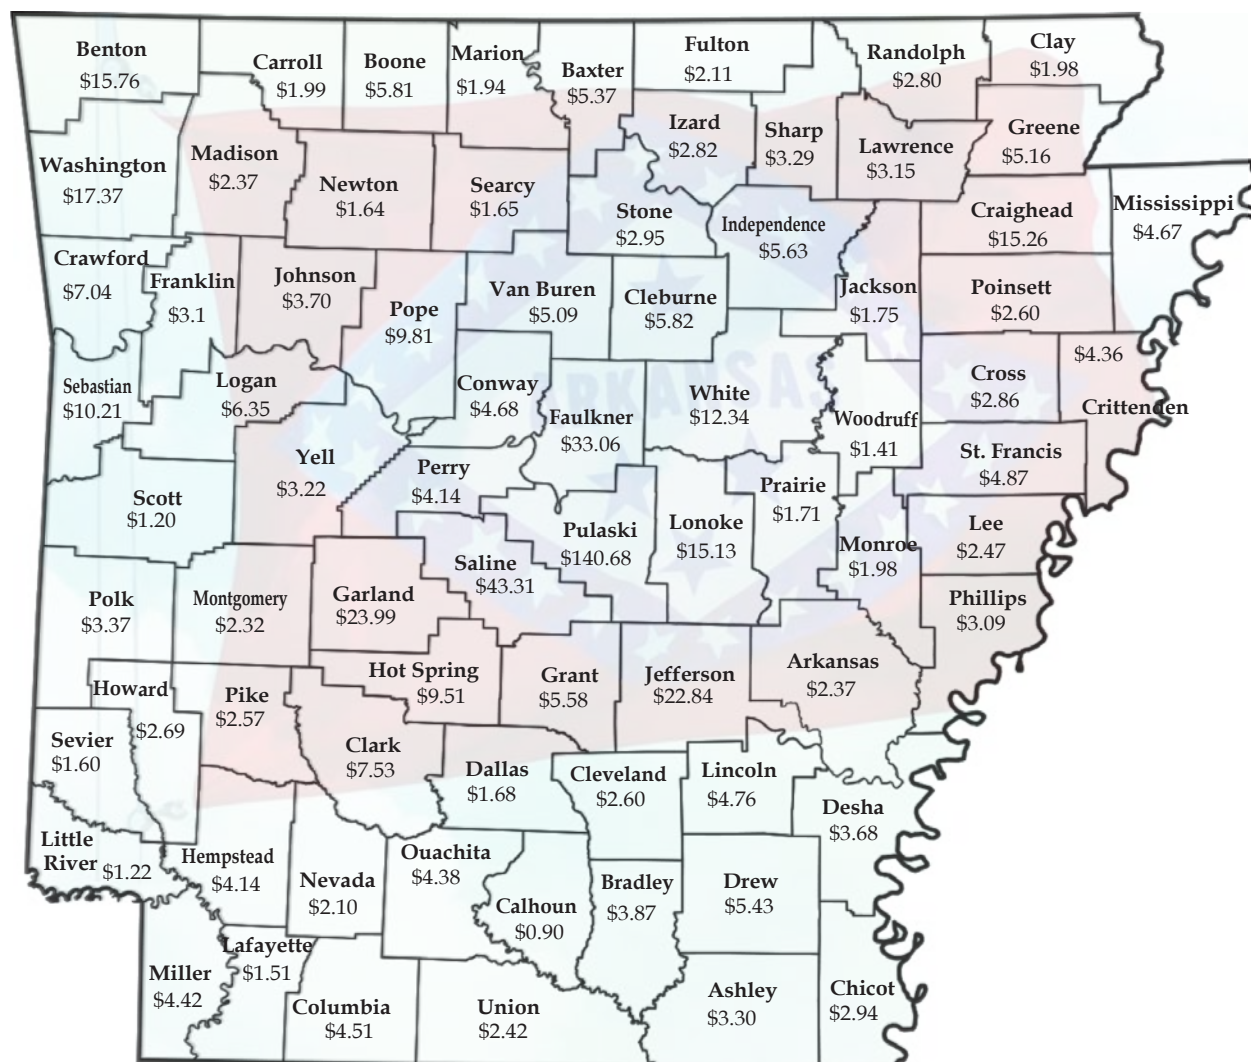 Benton
$15.76
Carroll
$1.99
Boone
$5.81
Marion
$1.94
Baxter
$5.37
Fulton
$2.11
Randolph
$2.80
Clay
$1.98
Washington
$17.37
Madison
$2.37
Newton
$1.64
Searcy
$1.65
Izard
$2.82
Sharp
$3.29
Lawrence
$3.15
Greene
$5.16
Stone
$2.95
Independence
$5.63
Craighead
$15.26
Mississippi
$4.67
Crawford
$7.04
Franklin
$3.1
Johnson
$3.70
Pope
$9.81
Van Buren
$5.09
Cleburne
$5.82
Jackson
$1.75
Poinsett
$2.60
Sebastian
$10.21
Logan
$6.35
Conway
$4.68
Faulkner
$33.06
White
$12.34
ARKANSAS
Woodruff
$1.41
Cross
$2.86
$4.36
Crittenden
Scott
$1.20
Yell
$3.22
Perry
$4.14
Pulaski
$140.68
Lonoke
$15.13
Prairie
$1.71
St. Francis
$4.87
Monroe
$1.98
Lee
$2.47
Polk
$3.37
Montgomery
$2.32
Garland
$23.99
Saline
$43.31
Phillips
$3.09
Howard
$2.69
Pike
$2.57
Hot Spring
$9.51
Grant
$5.58
Jefferson
$22.84
Arkansas
$2.37
Sevier
$1.60
Clark
$7.53
Dallas
$1.68
Cleveland
$2.60
Lincoln
$4.76
Desha
$3.68
Little
River $1.22
Hempstead
$4.14
Nevada
$2.10
Ouachita
$4.38
Calhoun
$0.90
Bradley
$3.87
Drew
$5.43
Miller
$4.42
Lafayette
$1.51
Columbia
$4.51
Union
$2.42
Ashley
$3.30
Chicot
$2.94